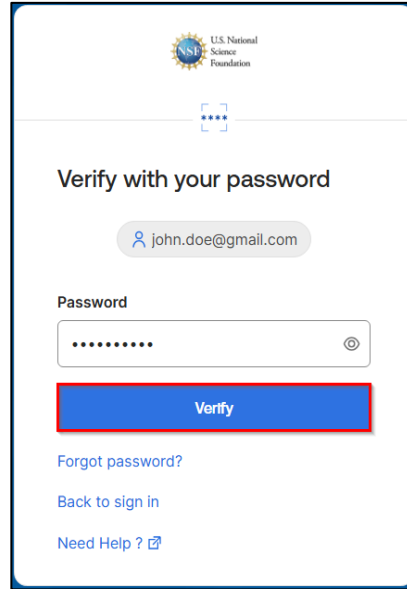 NSF
U.S. National
Science
Foundation
****
Verify with your password
john.doe@gmail.com
Password
••••••••••
Verify
Forgot password?
Back to sign in
Need Help ?